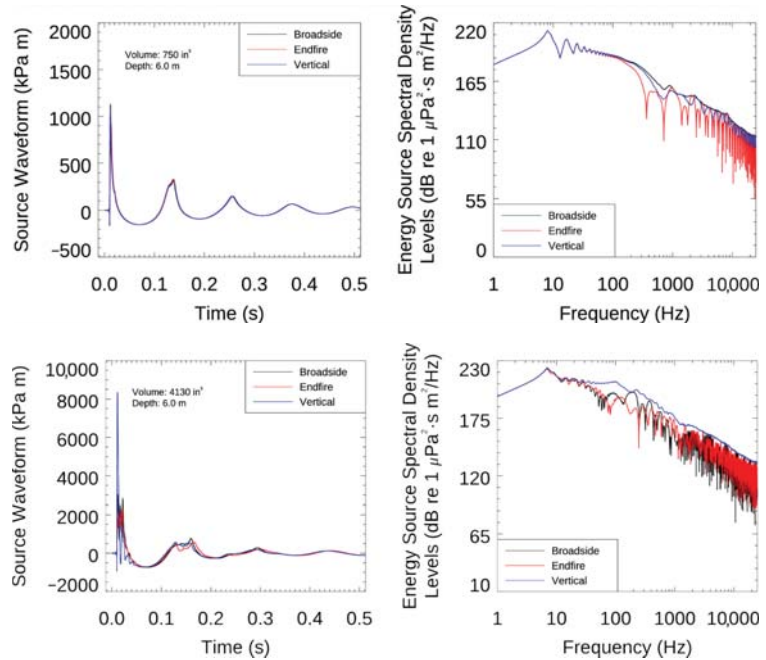 2000
1500
1000
500
0
−500
Source Waveform (kPa m)
Volume: 750 in³
Depth: 6.0 m
Broadside
Endfire
Vertical
0.0 0.1 0.2 0.3 0.4 0.5
Time (s)
220
165
110
55
0
Energy Source Spectral Density
Levels (dB re 1 μPa²·s m²/Hz)
Broadside
Endfire
Vertical
1 10 100 1000 10,000
Frequency (Hz)
10,000
8000
6000
4000
2000
0
−2000
Source Waveform (kPa m)
Volume: 4130 in³
Depth: 6.0 m
Broadside
Endfire
Vertical
0.0 0.1 0.2 0.3 0.4 0.5
Time (s)
230
175
120
65
10
Energy Source Spectral Density
Levels (dB re 1 μPa²·s m²/Hz)
Broadside
Endfire
Vertical
1 10 100 1000 10,000
Frequency (Hz)